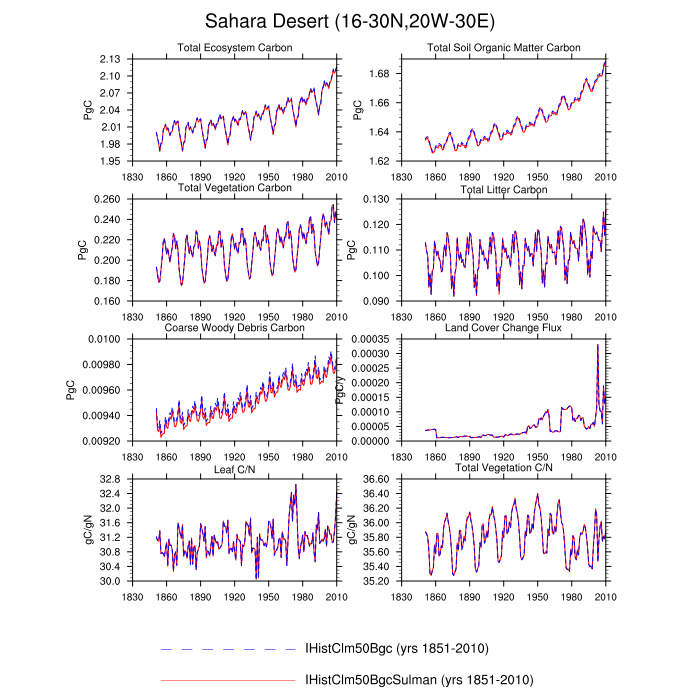 Sahara Desert (16-30N,20W-30E)
Total Ecosystem Carbon
Total Soil Organic Matter Carbon
2.13
2.10
2.07
2.04
2.01
1.98
1.95
PgC
1830 1860 1890 1920 1950 1980 2010
1.68
1.66
1.64
1.62
PgC
1830 1860 1890 1920 1950 1980 2010
Total Vegetation Carbon
Total Litter Carbon
0.260
0.240
0.220
0.200
0.180
0.160
PgC
1830 1860 1890 1920 1950 1980 2010
0.130
0.120
0.110
0.100
0.090
PgC
1830 1860 1890 1920 1950 1980 2010
Coarse Woody Debris Carbon
Land Cover Change Flux
0.0100
0.00980
0.00960
0.00940
0.00920
PgC
1830 1860 1890 1920 1950 1980 2010
0.00035
0.00030
0.00025
0.00020
0.00015
0.00010
0.00005
0.00000
PgC/y
1830 1860 1890 1920 1950 1980 2010
Leaf C/N
Total Vegetation C/N
32.8
32.4
32.0
31.6
31.2
30.8
30.4
30.0
gC/gN
1830 1860 1890 1920 1950 1980 2010
36.60
36.40
36.20
36.00
35.80
35.60
35.40
35.20
gC/gN
1830 1860 1890 1920 1950 1980 2010
IHistClm50Bgc (yrs 1851-2010)
IHistClm50BgcSulman (yrs 1851-2010)